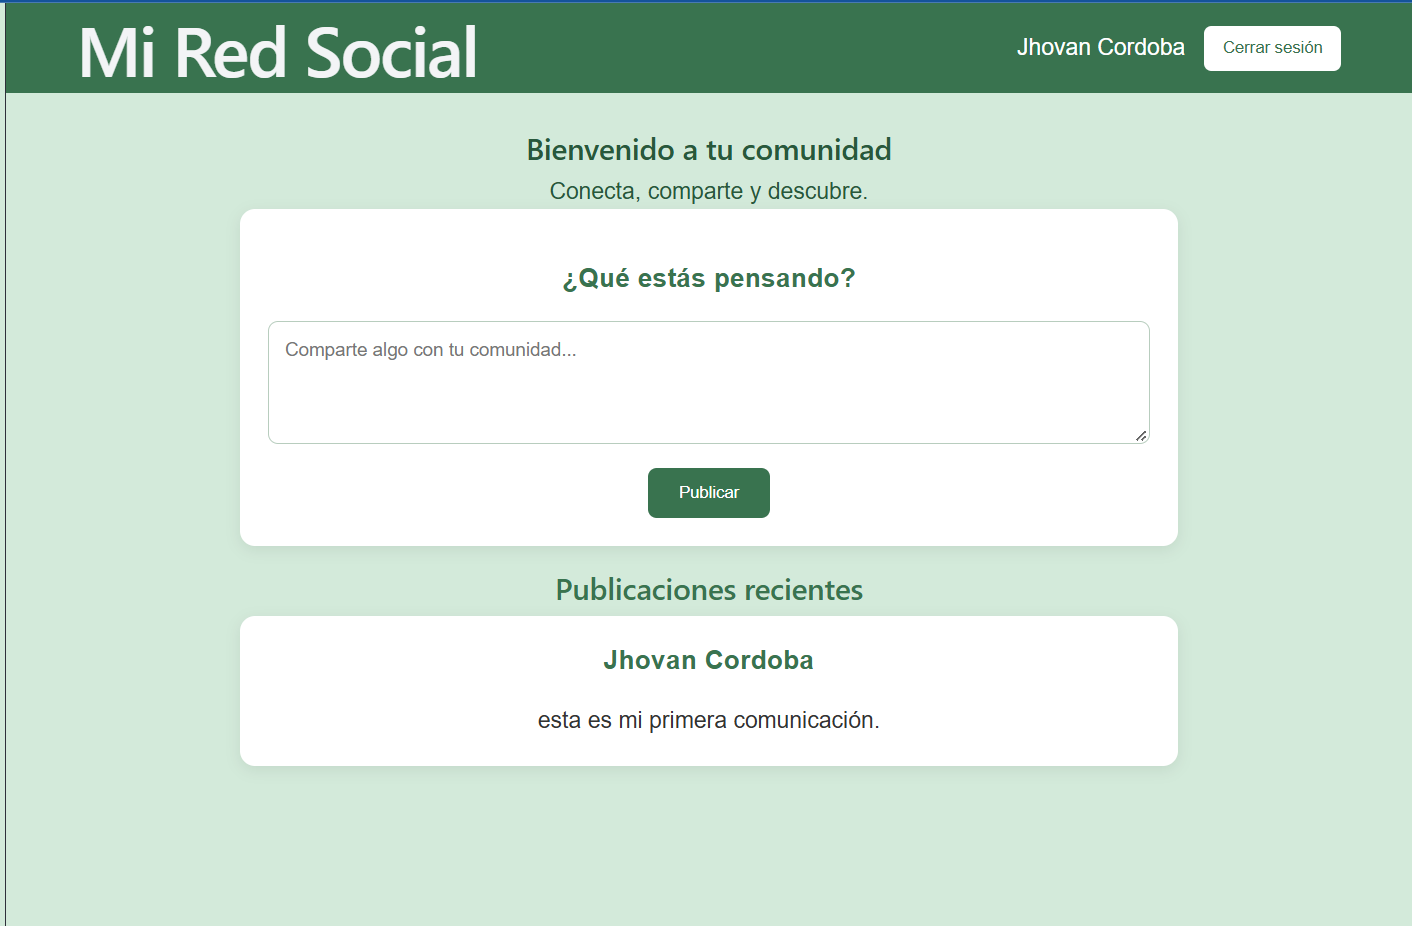 Mi Red Social
Jhovan Cordoba
Cerrar sesión
Bienvenido a tu comunidad
Conecta, comparte y descubre.
¿Qué estás pensando?
Comparte algo con tu comunidad...
Publicar
Publicaciones recientes
Jhovan Cordoba
esta es mi primera comunicación.